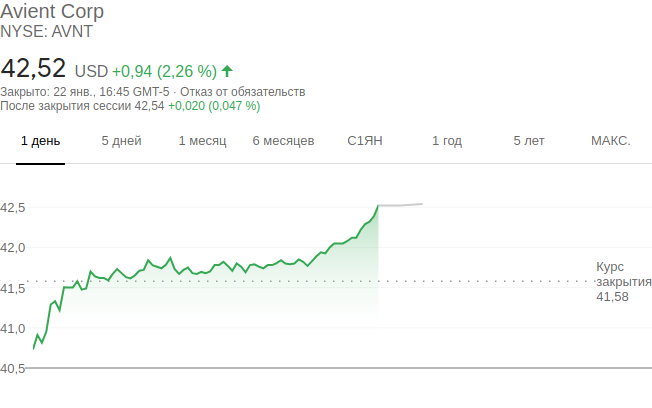 Avient Corp
NYSE: AVNT
42,52 USD +0,94 (2,26 %)
Закрыто: 22 янв., 16:45 GMT-5 · Отказ от обязательств
После закрытия сессии 42,54 +0,020 (0,047 %)
1 день 5 дней 1 месяц 6 месяцев С1ЯН 1 год 5 лет МАКС.
42,5
42,0
41,5
41,0
40,5
Курс
закрытия
41,58